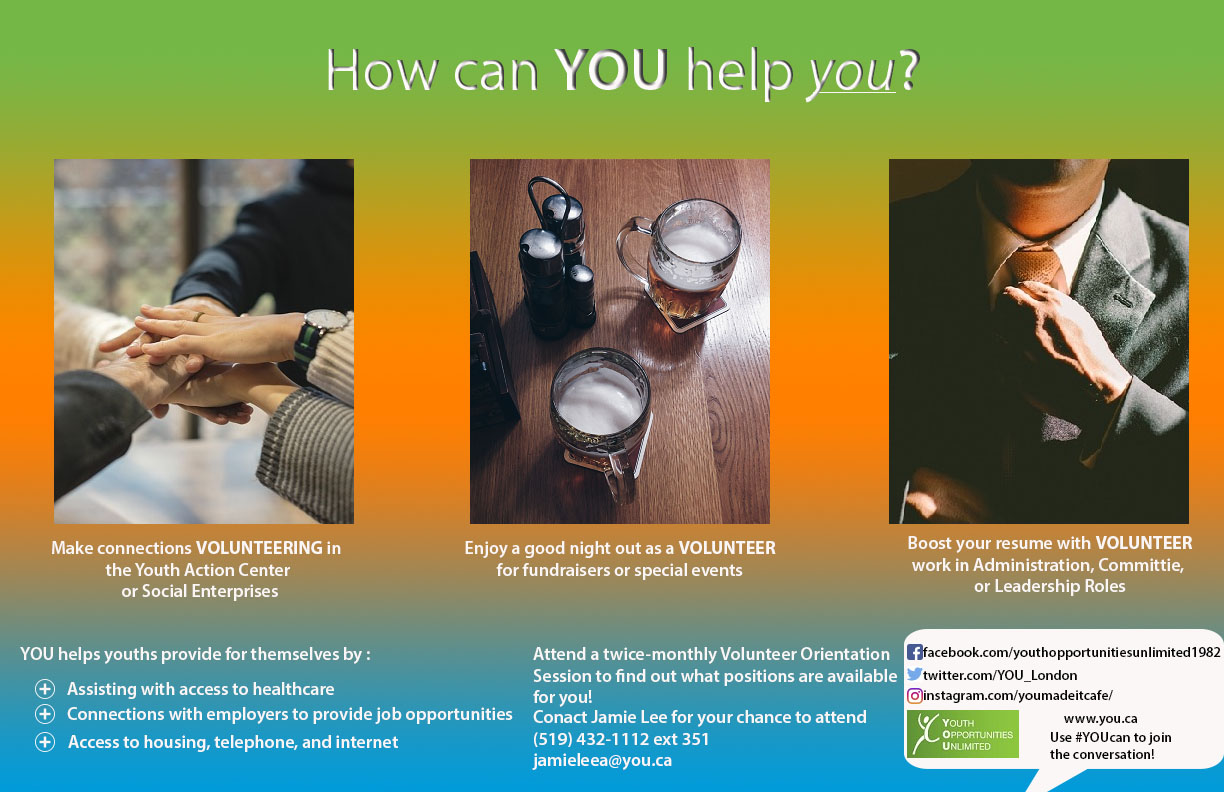 How can YOU help you?
Make connections VOLUNTEERING in
the Youth Action Center
or Social Enterprises
Enjoy a good night out as a VOLUNTEER
for fundraisers or special events
Boost your resume with VOLUNTEER
work in Administration, Committie,
or Leadership Roles
YOU helps youths provide for themselves by :
Assisting with access to healthcare
Connections with employers to provide job opportunities
Access to housing, telephone, and internet
Attend a twice-monthly Volunteer Orientation
Session to find out what positions are available
for you!
Conact Jamie Lee for your chance to attend
(519) 432-1112 ext 351
jamieleea@you.ca
facebook.com/youthopportunitiesunlimited1982
twitter.com/YOU_London
instagram.com/youmadeitcafe/
YOUTH
OPPORTUNITIES
UNLIMITED
www.you.ca
Use #YOUcan to join
the conversation!